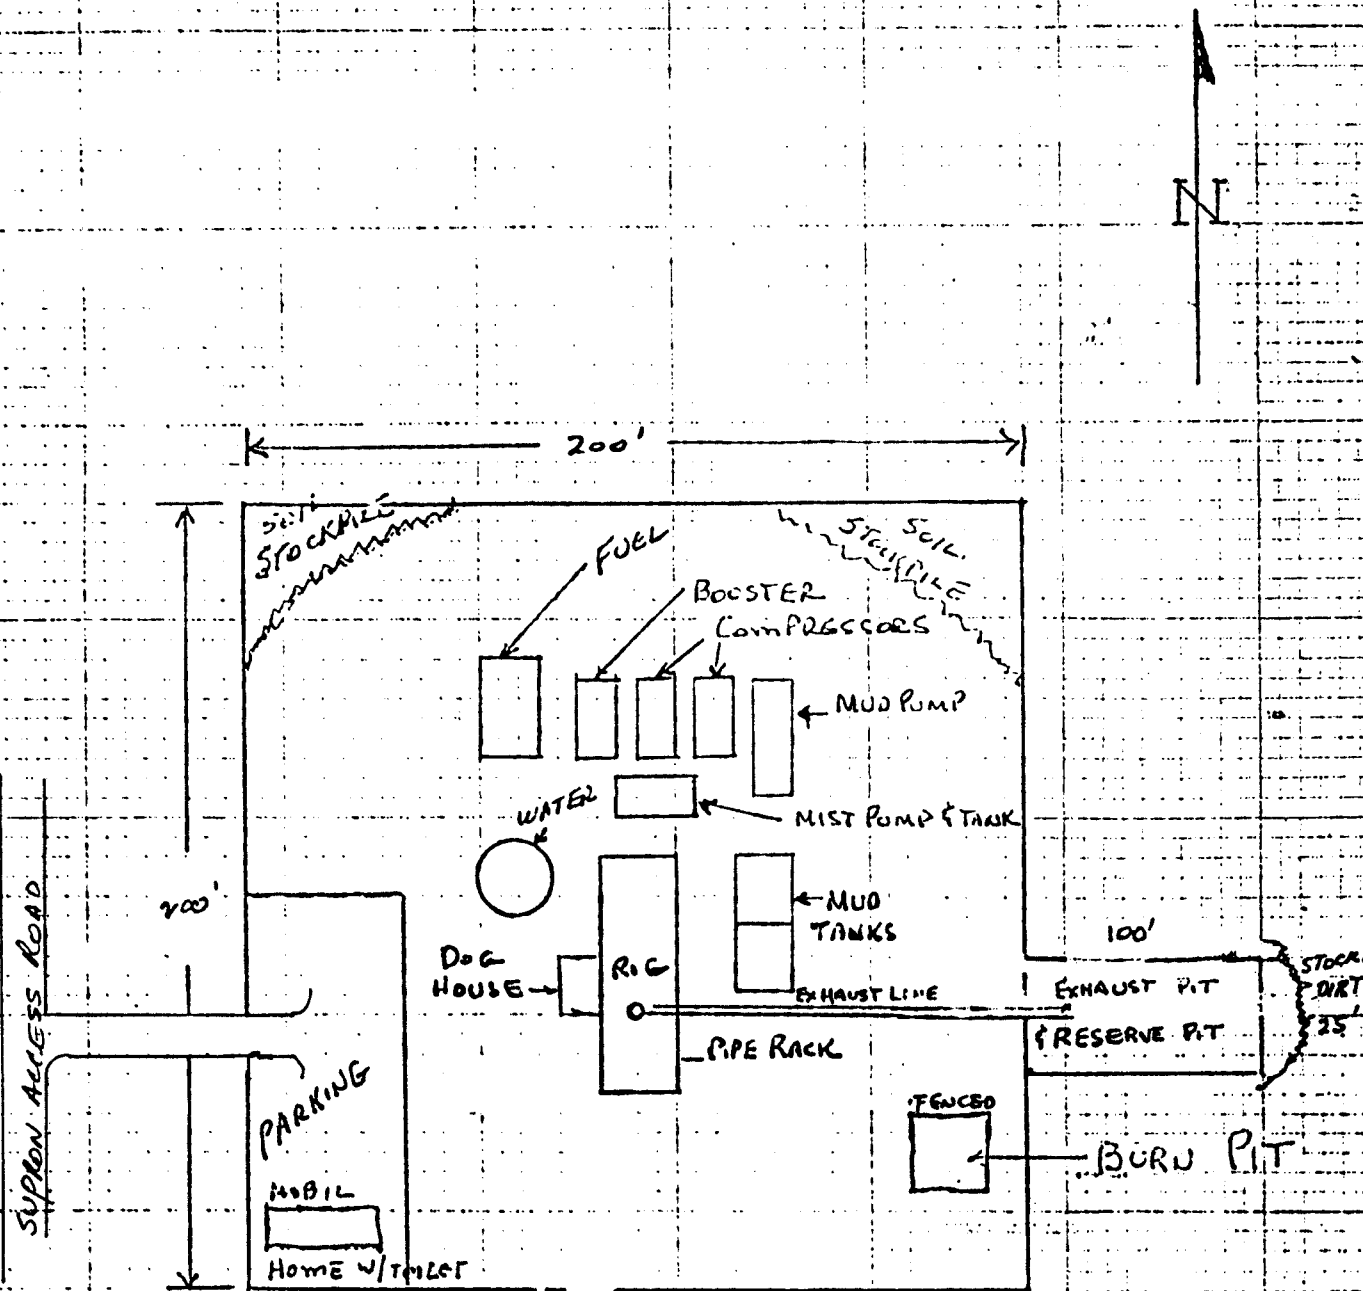 N
200'
SOIL
STOCKPILE
SOIL
STOCKPILE
FUEL
BOOSTER
COMPRESSORS
MUD PUMP
MIST PUMP & TANK
WATER
200'
SUPRON ACCESS ROAD
MUD
TANKS
DOG
HOUSE
RIG
EXHAUST LINE
100'
EXHAUST PIT
& RESERVE PIT
DIRT
25'
PIPE RACK
PARKING
FENCED
BURN PIT
MOBIL
HOME W/TOILET